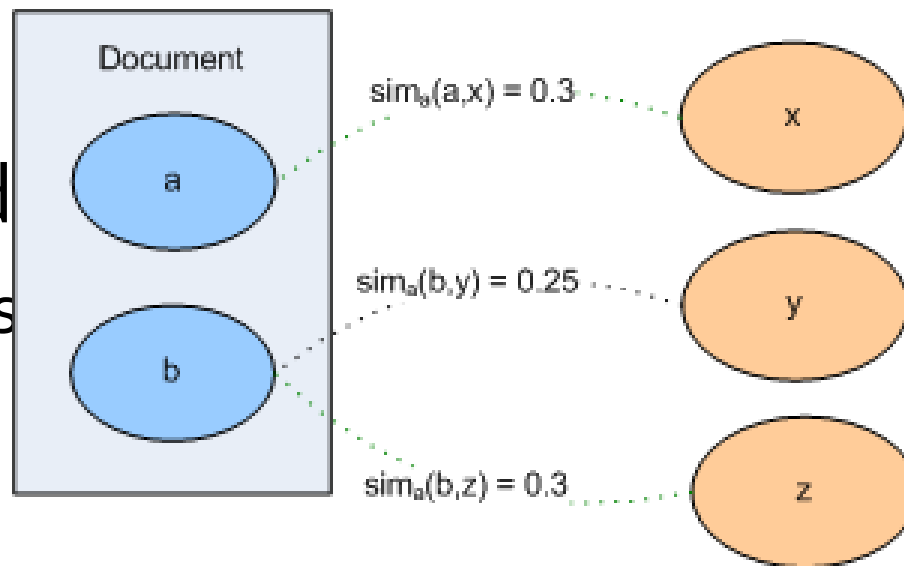 Document
simₐ(a,x) = 0.3
x
a
d
simₐ(b,y) = 0.25
y
s
b
simₐ(b,z) = 0.3
z